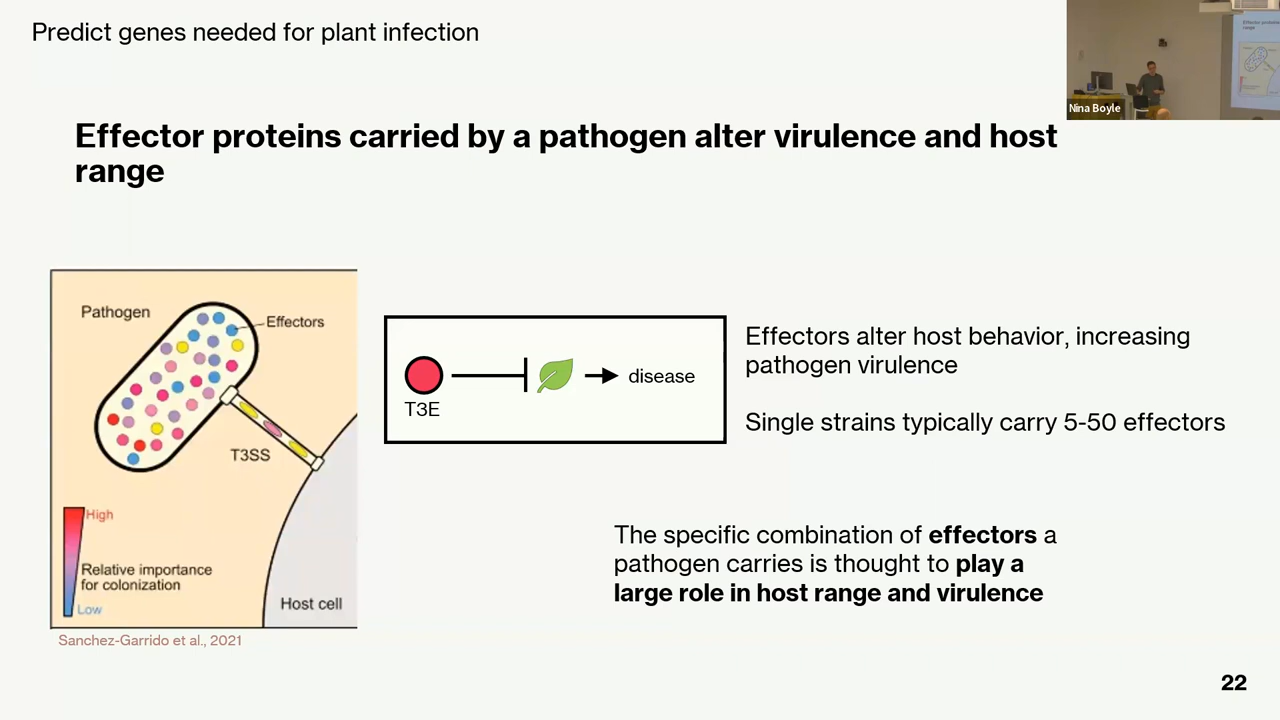 Predict genes needed for plant infection
Nina Boyle
Effector proteins carried by a pathogen alter virulence and host
range
Pathogen
Effectors
T3SS
High
Relative importance
for colonization
Low
Host cell
Sanchez-Garrido et al., 2021
T3E
disease
Effectors alter host behavior, increasing
pathogen virulence
Single strains typically carry 5-50 effectors
The specific combination of effectors a
pathogen carries is thought to play a
large role in host range and virulence
22